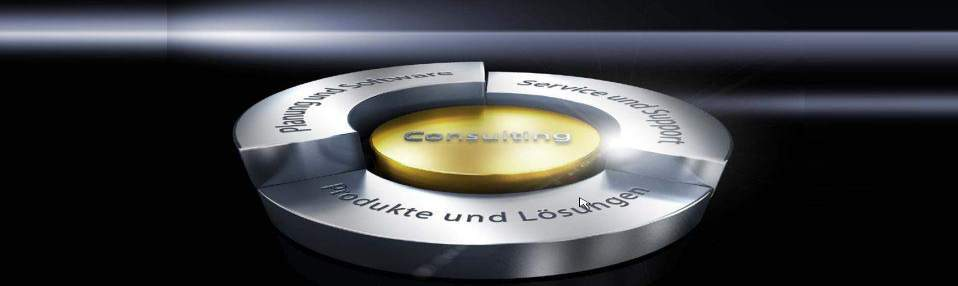 Planung und Software
Service und Support
Consulting
Produkte und Lösungen